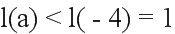 l(a) < l( - 4) = 1